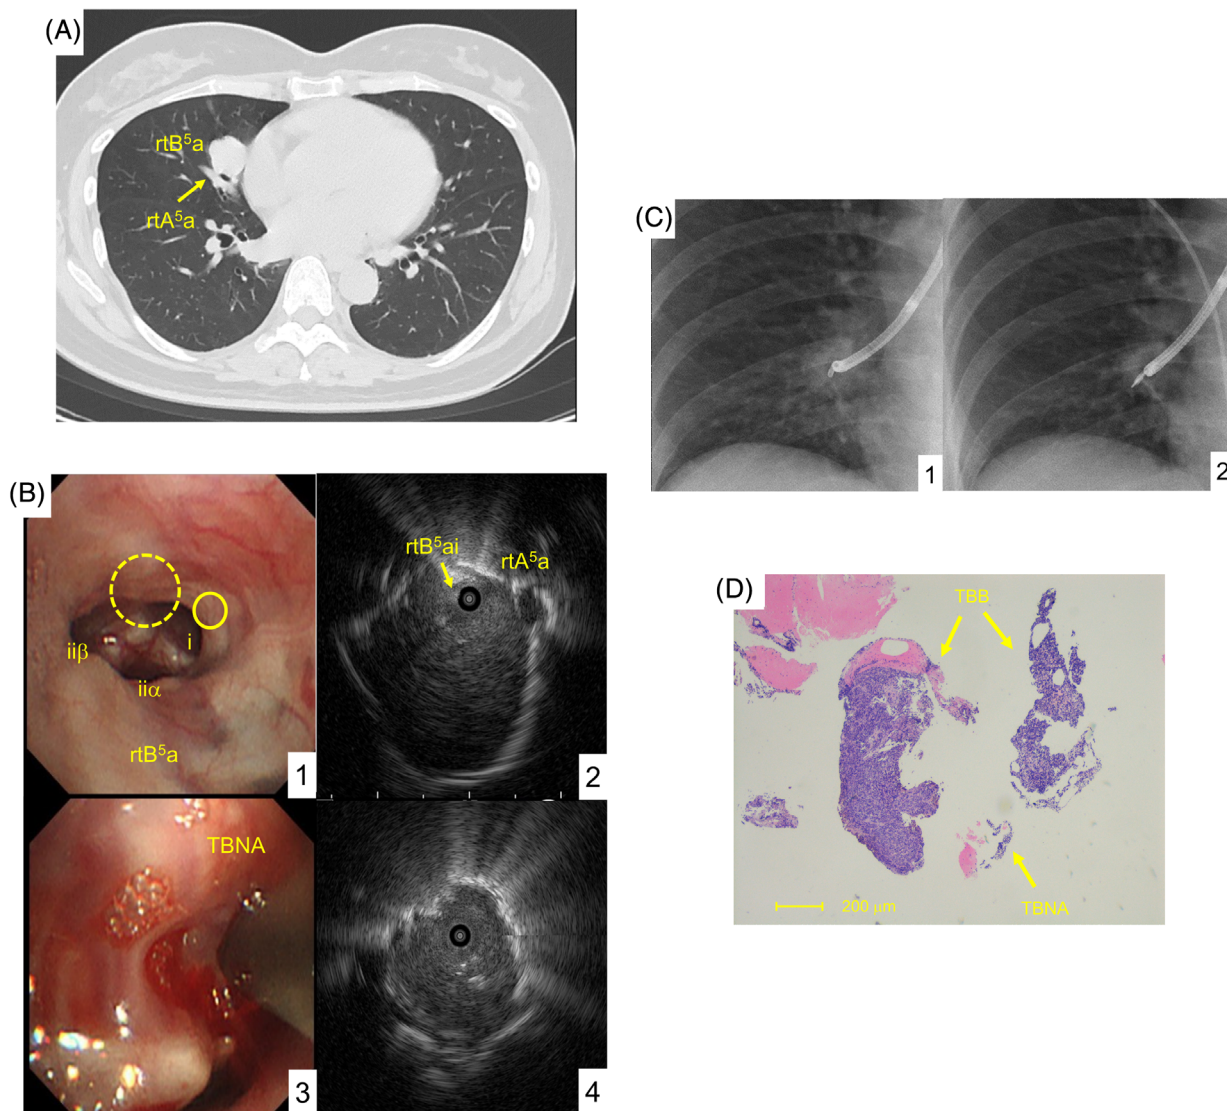 (A)
rtB⁵a
rtA⁵a
(B)
iiβ
i
iiα
rtB⁵a
1
rtB⁵ai
rtA⁵a
2
TBNA
3
4
(C)
1
2
(D)
TBB
TBNA
200 μm